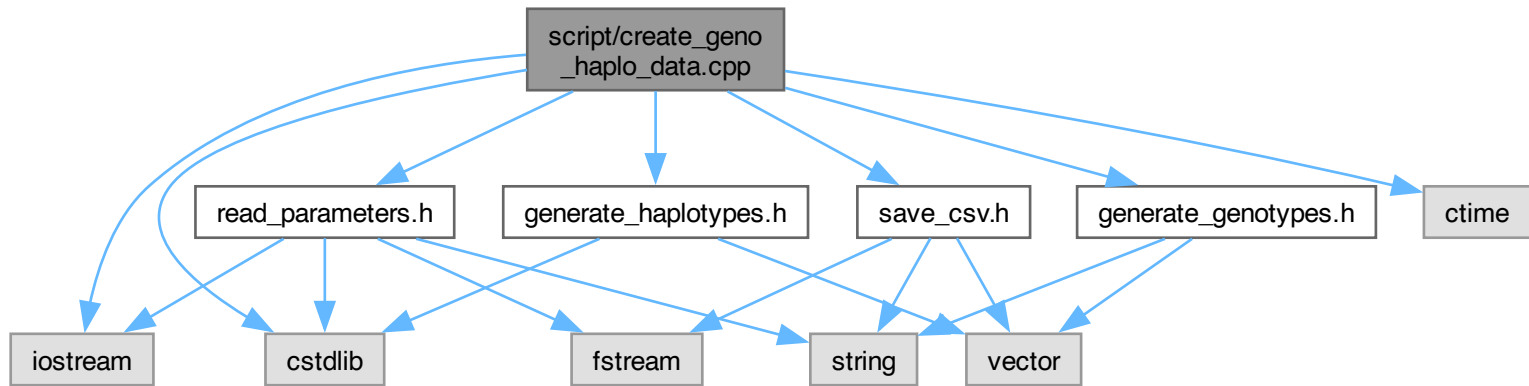 script/create_geno
_haplo_data.cpp
read_parameters.h
generate_haplotypes.h
save_csv.h
generate_genotypes.h
ctime
iostream
cstdlib
fstream
string
vector